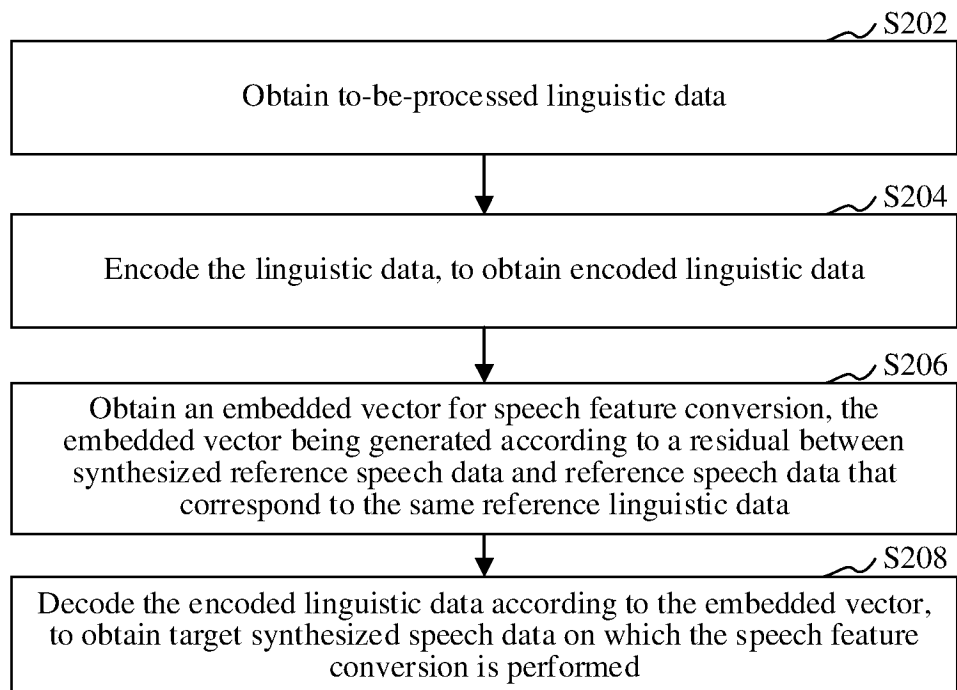 S202
Obtain to-be-processed linguistic data
S204
Encode the linguistic data, to obtain encoded linguistic data
S206
Obtain an embedded vector for speech feature conversion, the
embedded vector being generated according to a residual between
synthesized reference speech data and reference speech data that
correspond to the same reference linguistic data
S208
Decode the encoded linguistic data according to the embedded vector,
to obtain target synthesized speech data on which the speech feature
conversion is performed